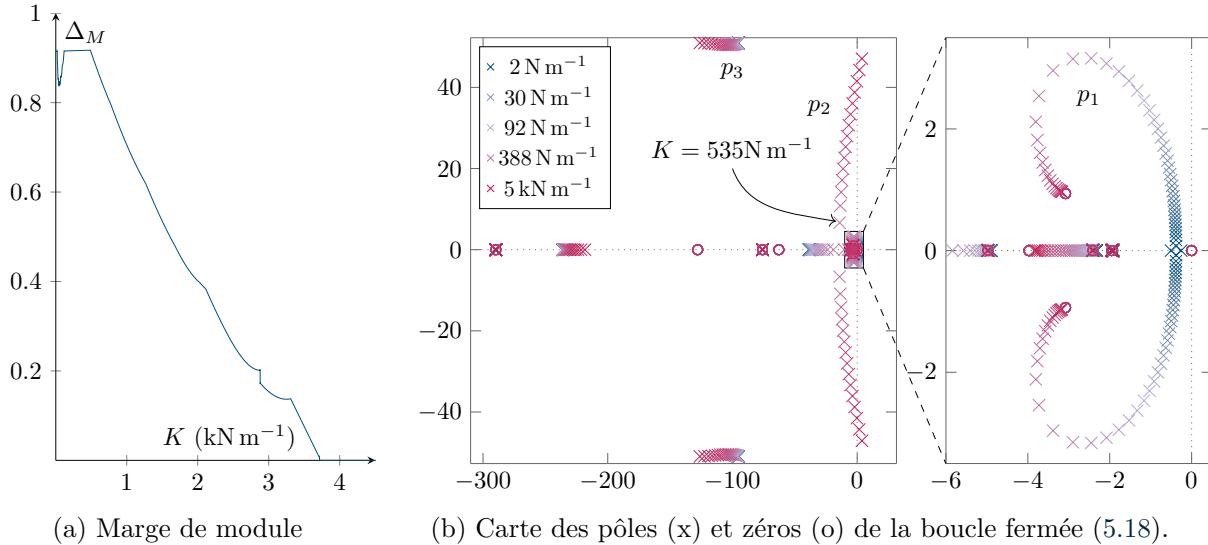 1
0.8
0.6
0.4
0.2
Δ_M
K (kN m⁻¹)
1 2 3 4
(a) Marge de module
2 N m⁻¹
30 N m⁻¹
92 N m⁻¹
388 N m⁻¹
5 kN m⁻¹
p₃
p₂
K = 535N m⁻¹
40
20
0
−20
−40
−300 −200 −100 0
p₁
2
0
−2
−6 −4 −2 0
(b) Carte des pôles (x) et zéros (o) de la boucle fermée (5.18).